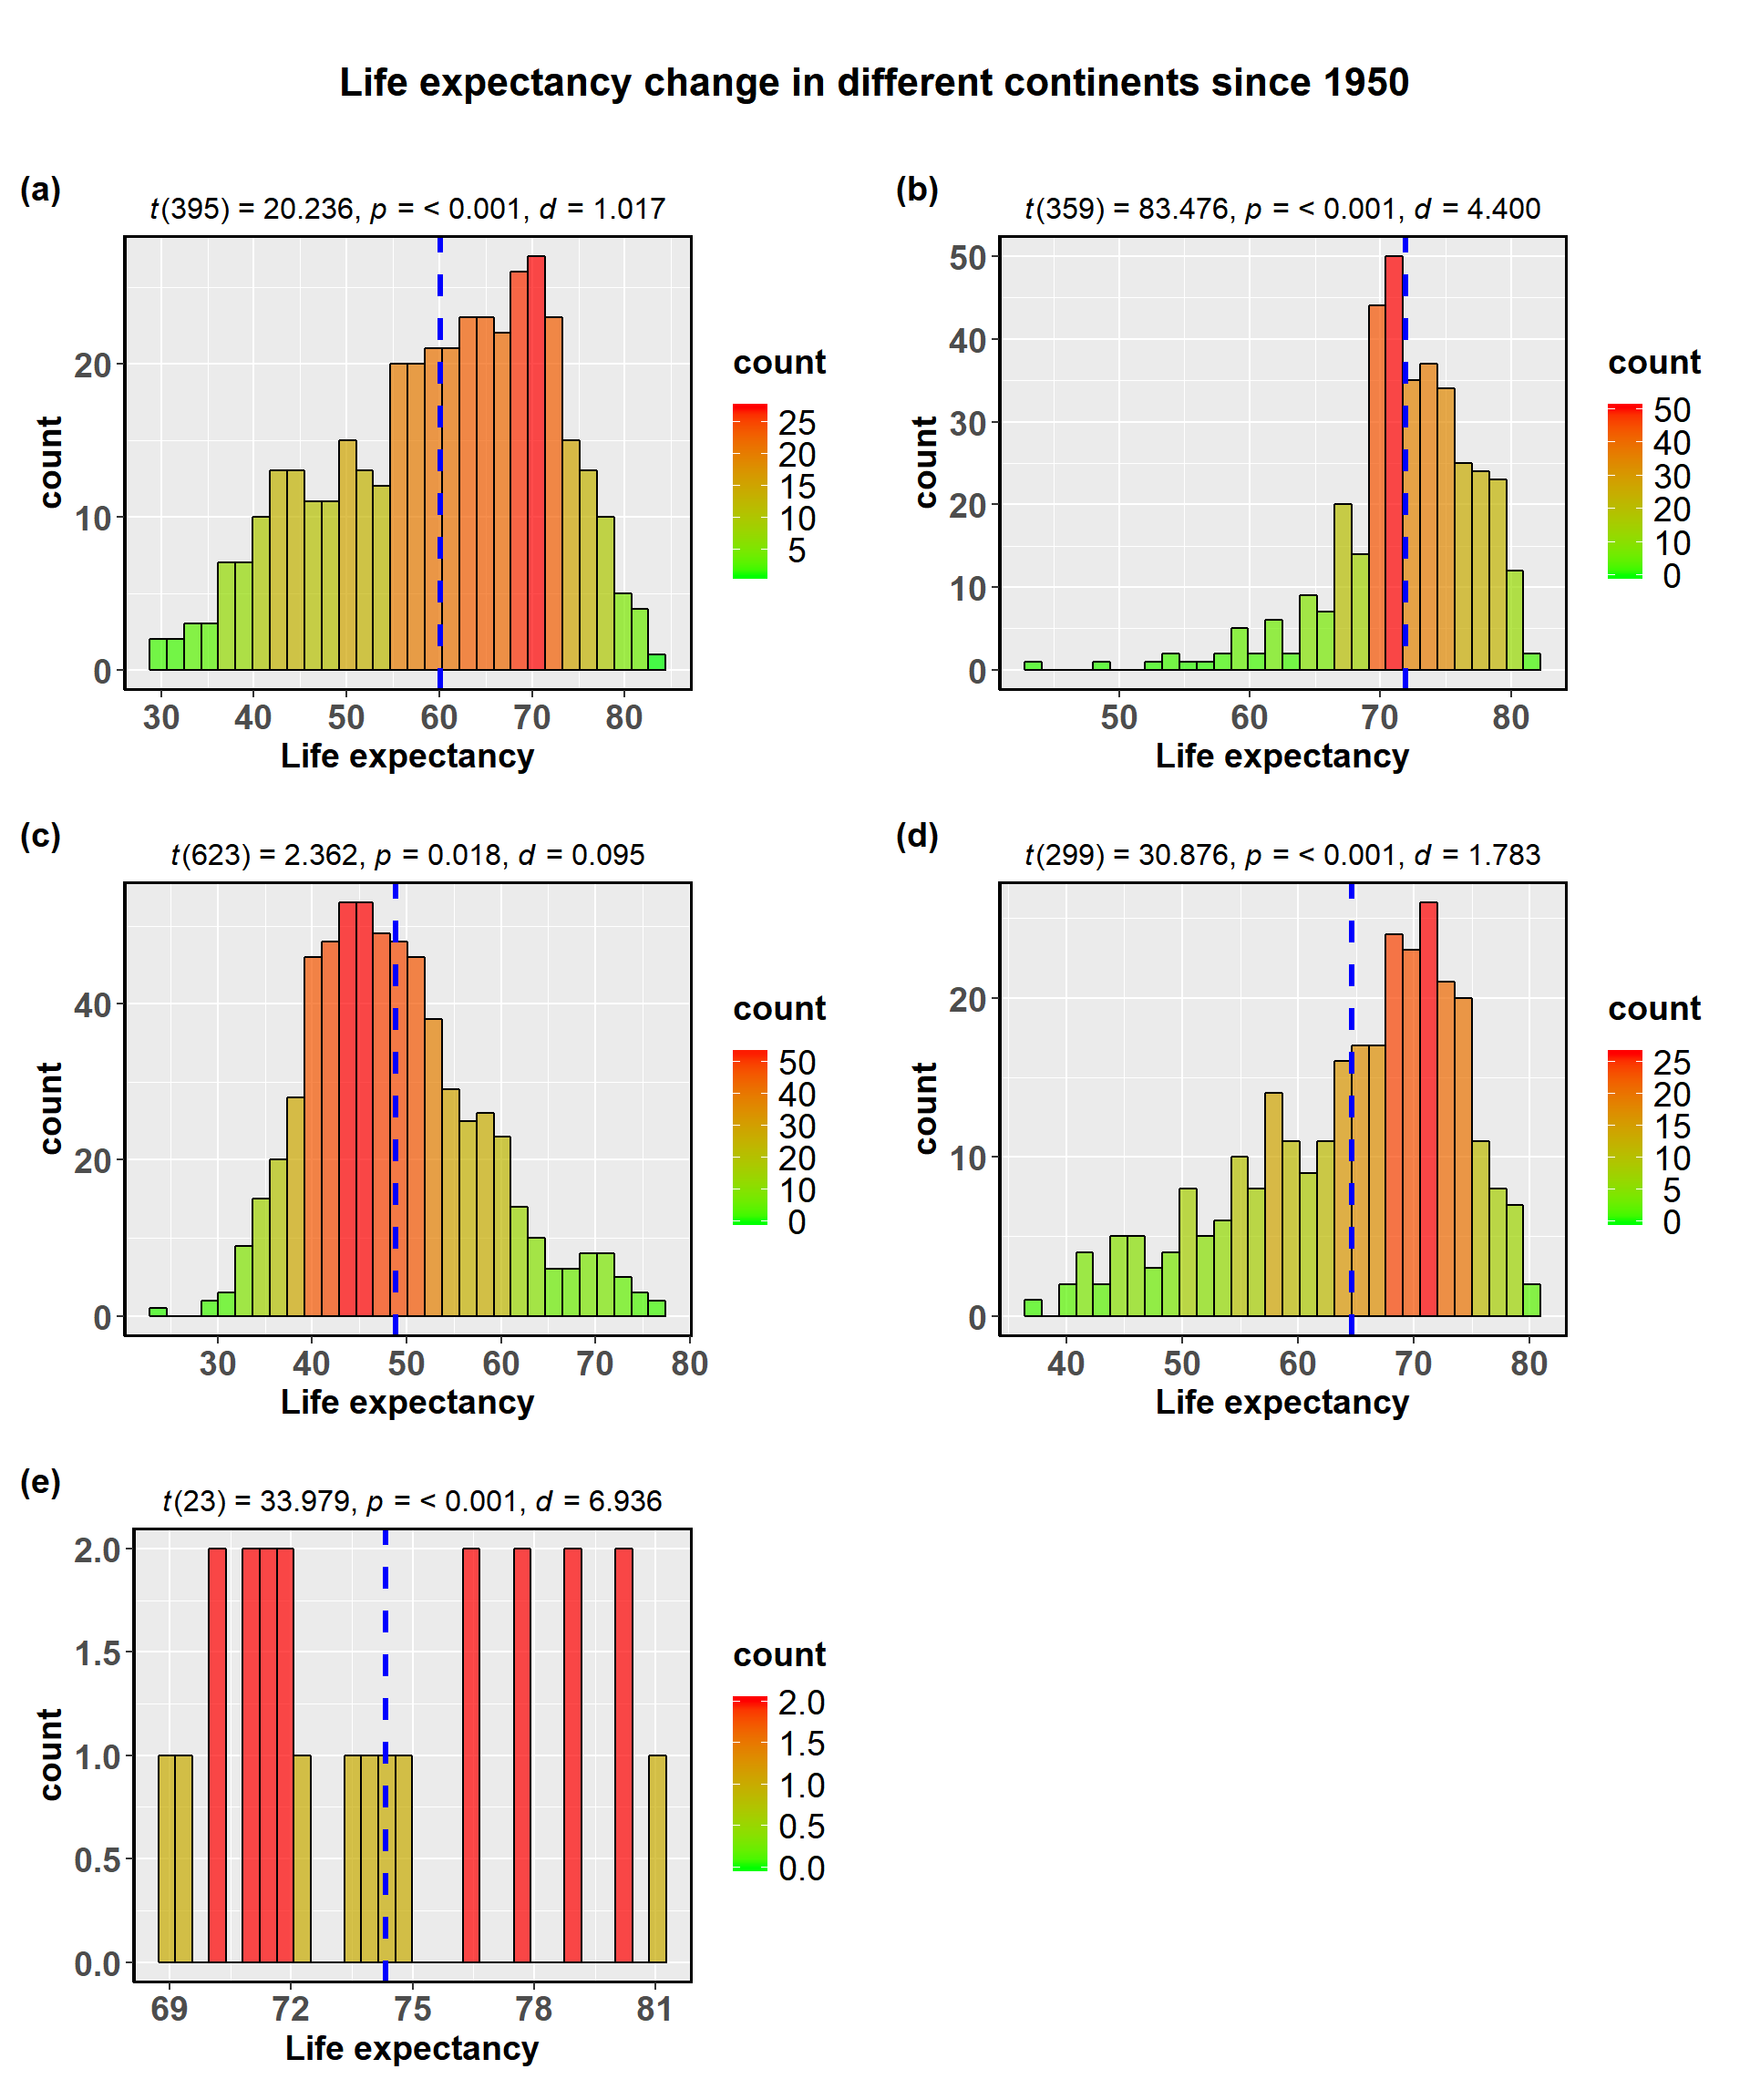 Life expectancy change in different continents since 1950
(a)
t(395) = 20.236, p = < 0.001, d = 1.017
count
20
10
0
30 40 50 60 70 80
Life expectancy
count
25
20
15
10
5
(b)
t(359) = 83.476, p = < 0.001, d = 4.400
count
50
40
30
20
10
0
50 60 70 80
Life expectancy
count
50
40
30
20
10
0
(c)
t(623) = 2.362, p = 0.018, d = 0.095
count
40
20
0
30 40 50 60 70 80
Life expectancy
count
50
40
30
20
10
0
(d)
t(299) = 30.876, p = < 0.001, d = 1.783
count
20
10
0
40 50 60 70 80
Life expectancy
count
25
20
15
10
5
0
(e)
t(23) = 33.979, p = < 0.001, d = 6.936
count
2.0
1.5
1.0
0.5
0.0
69 72 75 78 81
Life expectancy
count
2.0
1.5
1.0
0.5
0.0